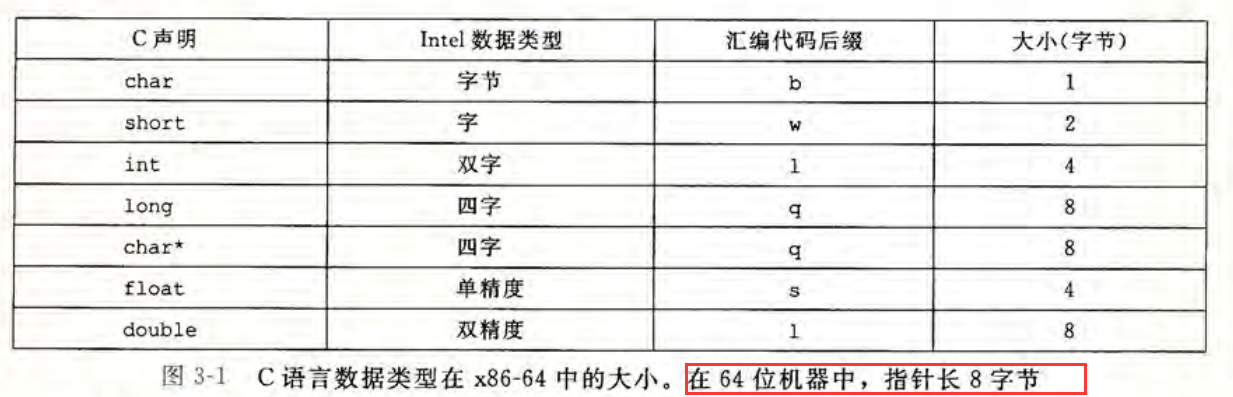 C声明 Intel 数据类型 汇编代码后缀 大小(字节)
char 字节 b 1
short 字 w 2
int 双字 l 4
long 四字 q 8
char* 四字 q 8
float 单精度 s 4
double 双精度 l 8
图 3-1 C 语言数据类型在 x86-64 中的大小。在 64 位机器中，指针长 8 字节